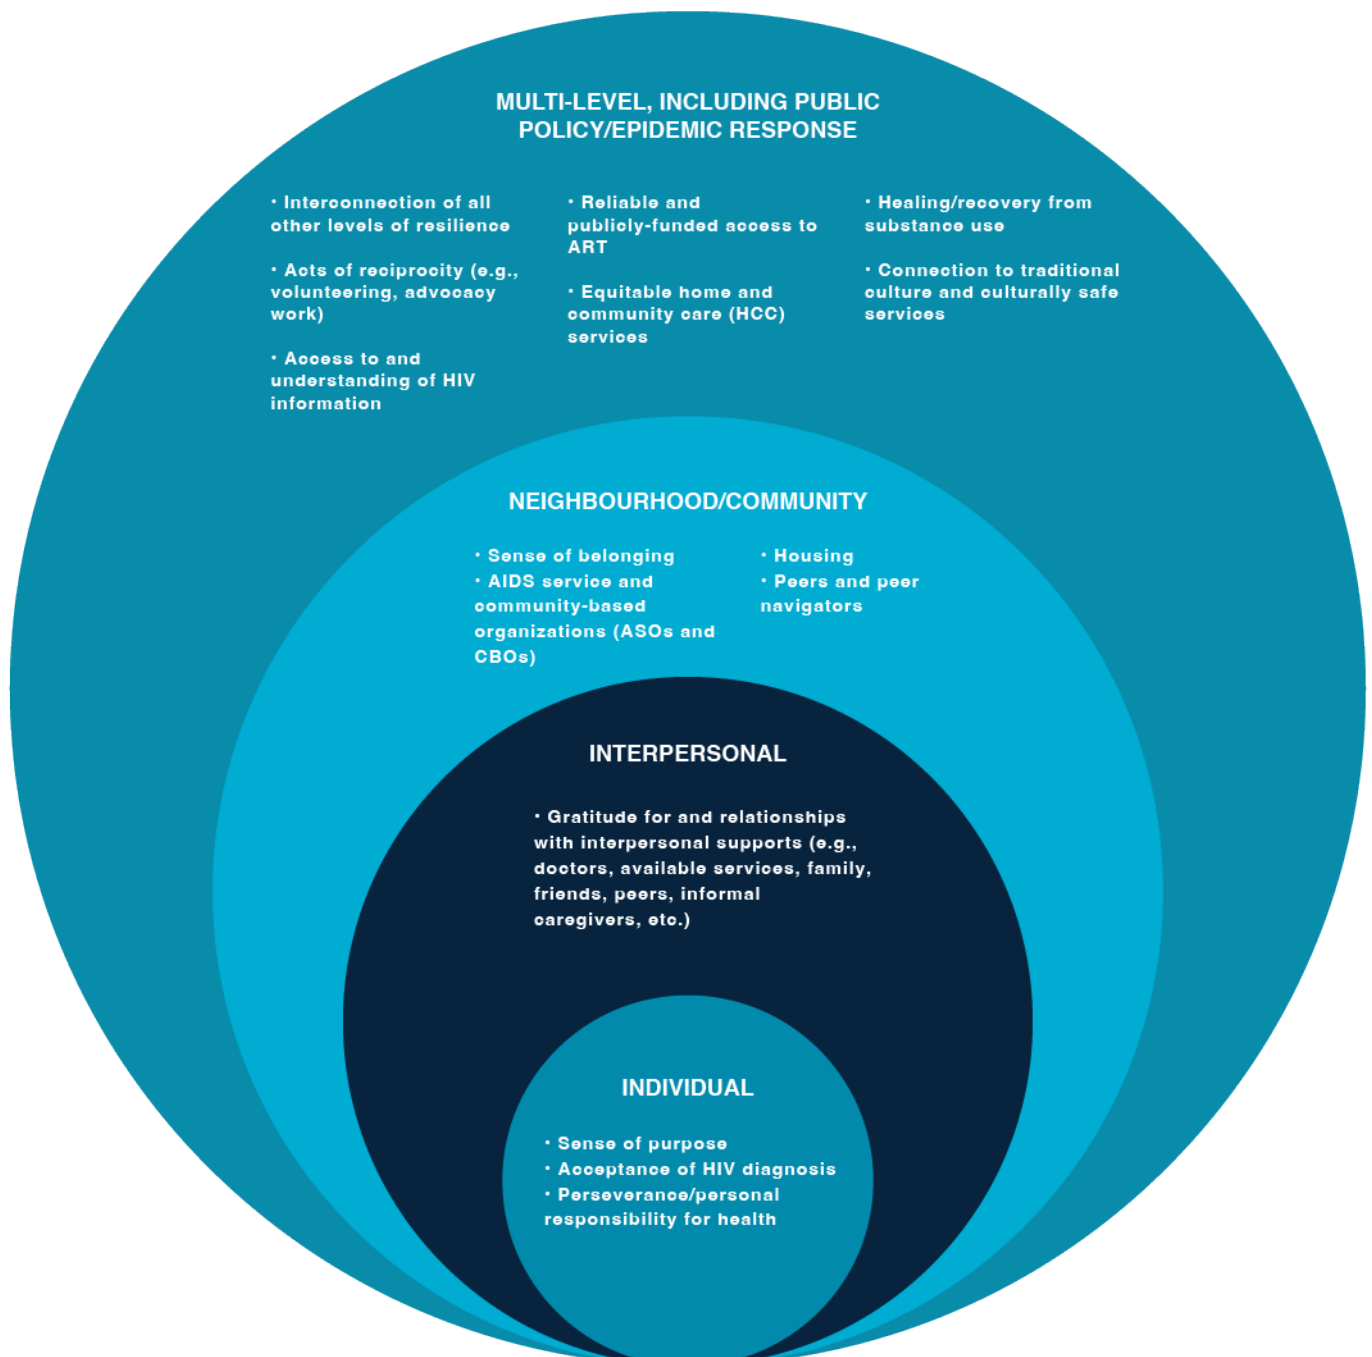 MULTI-LEVEL, INCLUDING PUBLIC
POLICY/EPIDEMIC RESPONSE
• Interconnection of all
other levels of resilience
• Acts of reciprocity (e.g.,
volunteering, advocacy
work)
• Access to and
understanding of HIV
information
• Reliable and
publicly-funded access to
ART
• Equitable home and
community care (HCC)
services
• Healing/recovery from
substance use
• Connection to traditional
culture and culturally safe
services
NEIGHBOURHOOD/COMMUNITY
• Sense of belonging
• AIDS service and
community-based
organizations (ASOs and
CBOs)
• Housing
• Peers and peer
navigators
INTERPERSONAL
• Gratitude for and relationships
with interpersonal supports (e.g.,
doctors, available services, family,
friends, peers, informal
caregivers, etc.)
INDIVIDUAL
• Sense of purpose
• Acceptance of HIV diagnosis
• Perseverance/personal
responsibility for health